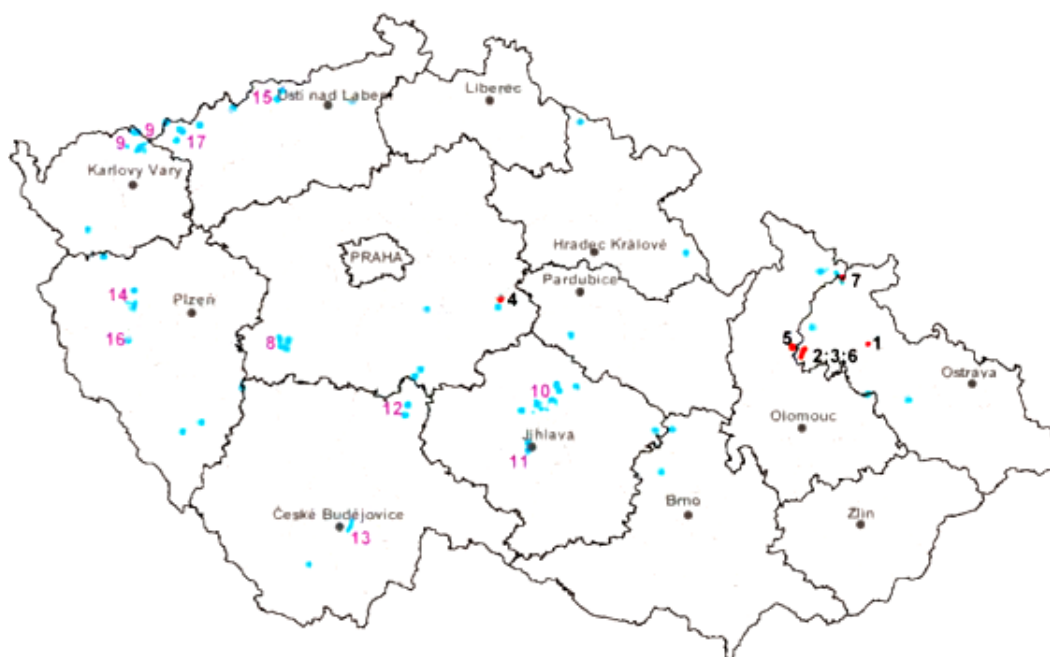 Liberec
15 Ústí nad Labem
9 9 17
Karlovy Vary
Hradec Králové
PRAHA
Pardubice
7
14 Plzeň
4
8
5 1
2;3;6
16
Ostrava
10
12
Olomouc
Jihlava
11
Brno Zlín
České Budějovice
13